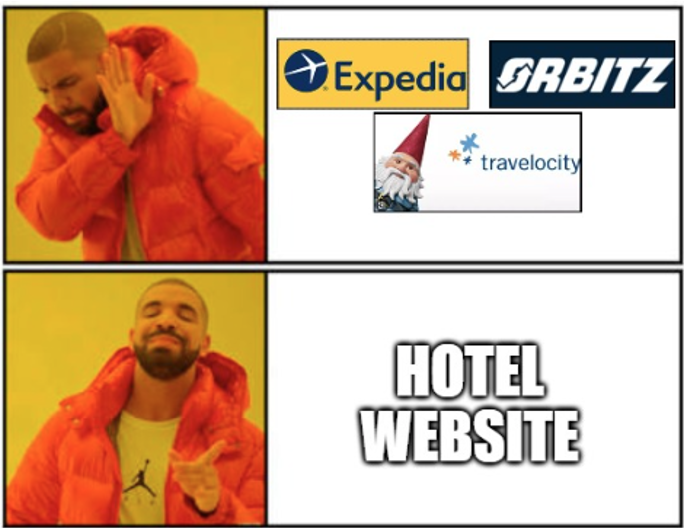 Expedia
ORBITZ
travelocity
HOTEL
WEBSITE